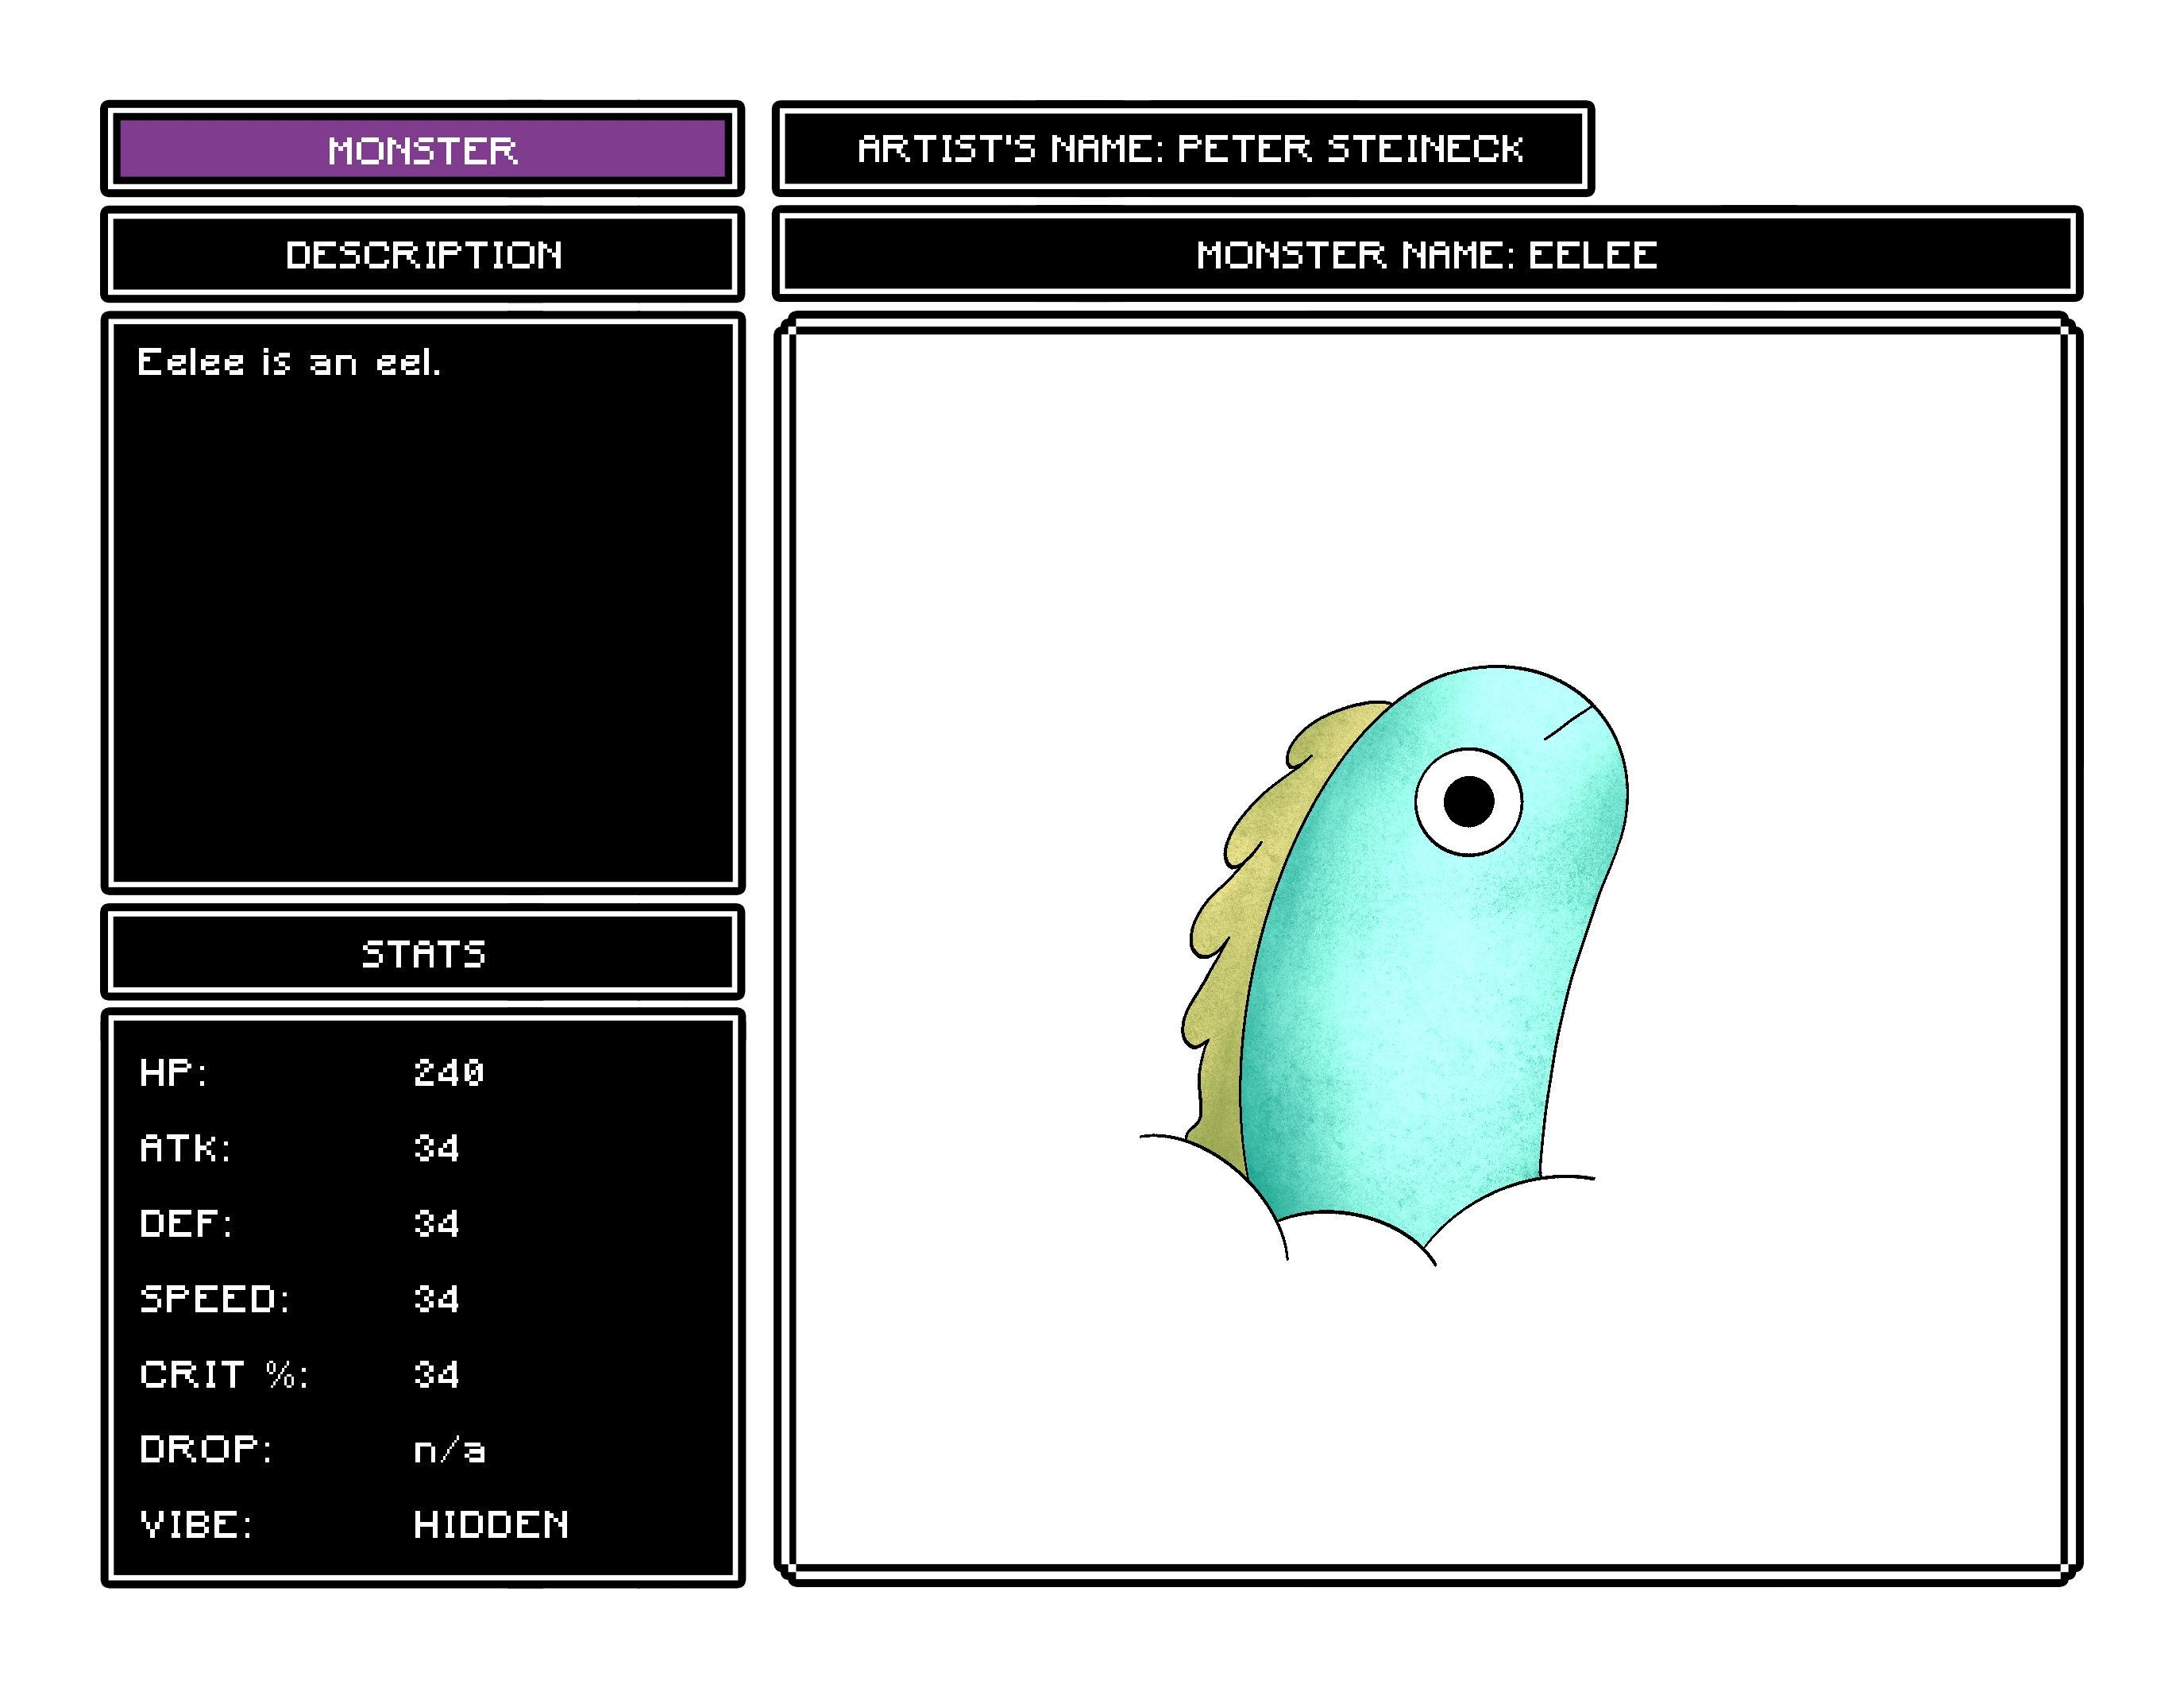 MONSTER
ARTIST'S NAME: PETER STEINECK
DESCRIPTION
MONSTER NAME: EELEE
Eelee is an eel.
STATS
HP: 240
ATK: 34
DEF: 34
SPEED: 34
CRIT %: 34
DROP: n/a
VIBE: HIDDEN